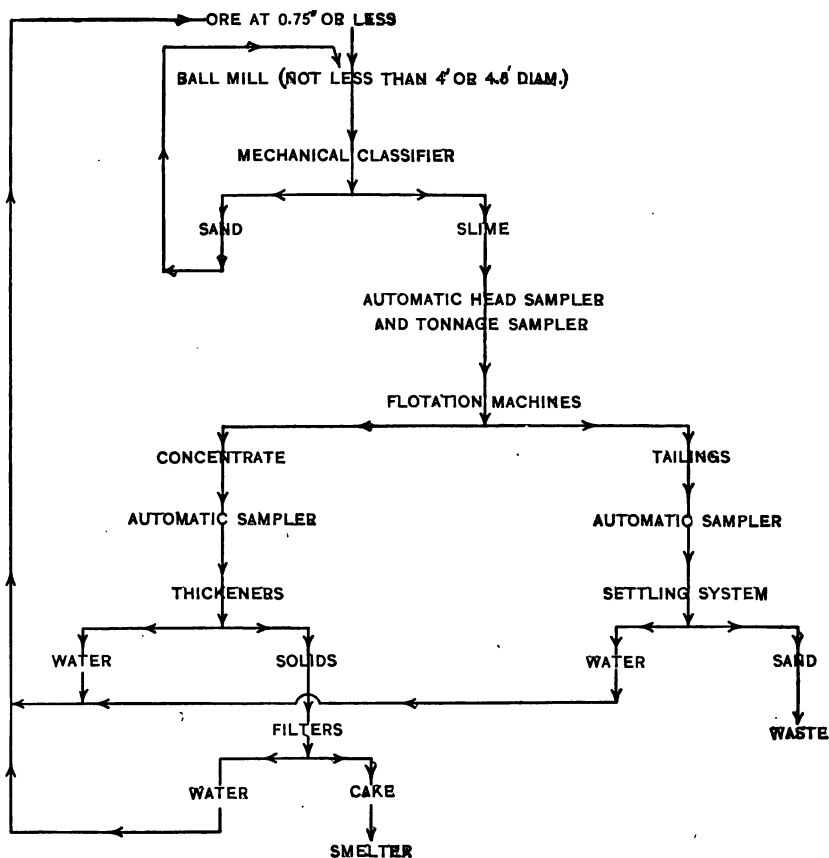 ORE AT 0.75" OR LESS
BALL MILL (NOT LESS THAN 4' OR 4.5' DIAM.)
MECHANICAL CLASSIFIER
SAND
SLIME
AUTOMATIC HEAD SAMPLER
AND TONNAGE SAMPLER
FLOTATION MACHINES
CONCENTRATE
TAILINGS
AUTOMATIC SAMPLER
AUTOMATIC SAMPLER
THICKENERS
SETTLING SYSTEM
WATER
SOLIDS
WATER
SAND
FILTERS
WASTE
WATER
CAKE
SMELTER